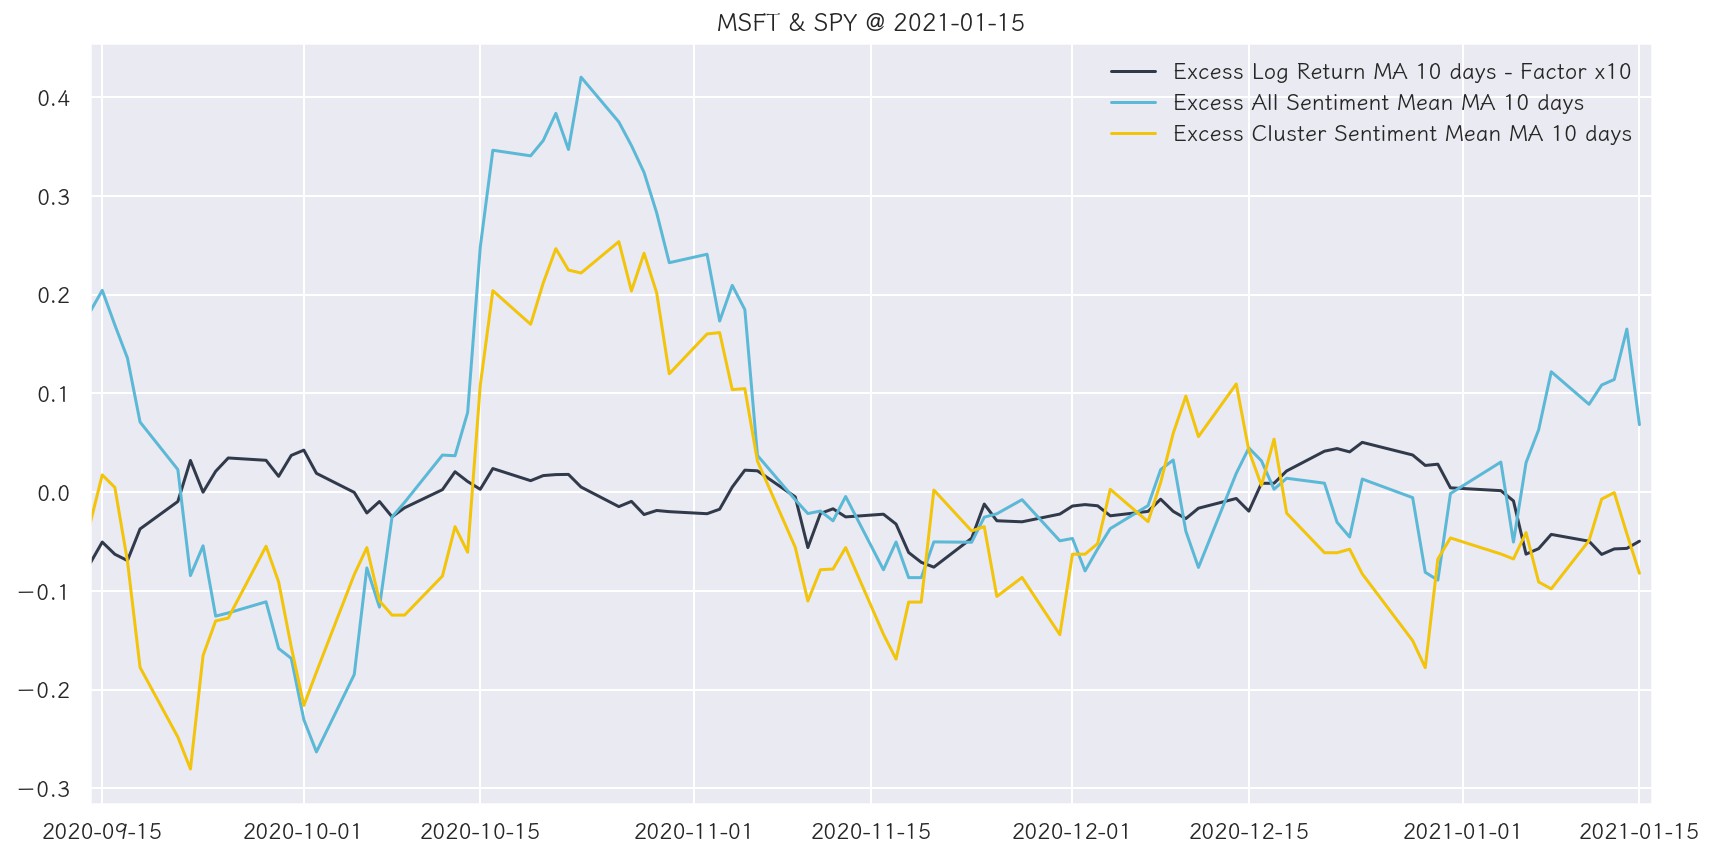 MSFT & SPY @ 2021-01-15
Excess Log Return MA 10 days - Factor x10
Excess All Sentiment Mean MA 10 days
Excess Cluster Sentiment Mean MA 10 days
0.4
0.3
0.2
0.1
0.0
−0.1
−0.2
−0.3
2020-09-15 2020-10-01 2020-10-15 2020-11-01 2020-11-15 2020-12-01 2020-12-15 2021-01-01 2021-01-15